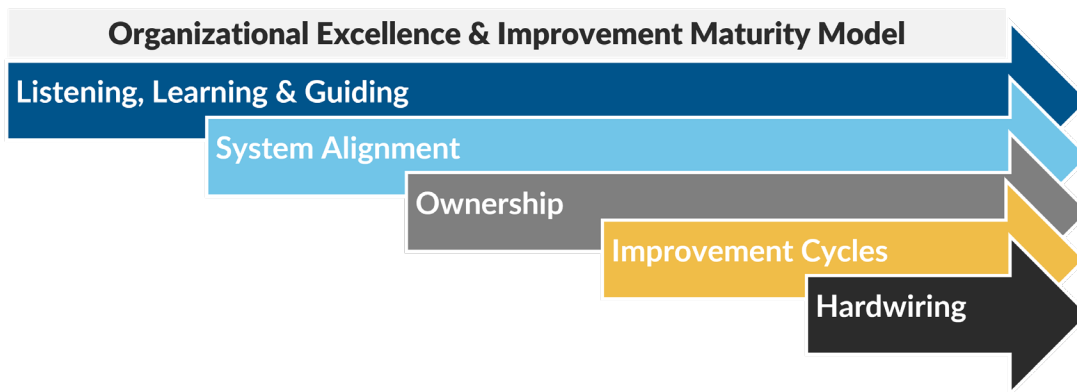 Organizational Excellence & Improvement Maturity Model
Listening, Learning & Guiding
System Alignment
Ownership
Improvement Cycles
Hardwiring